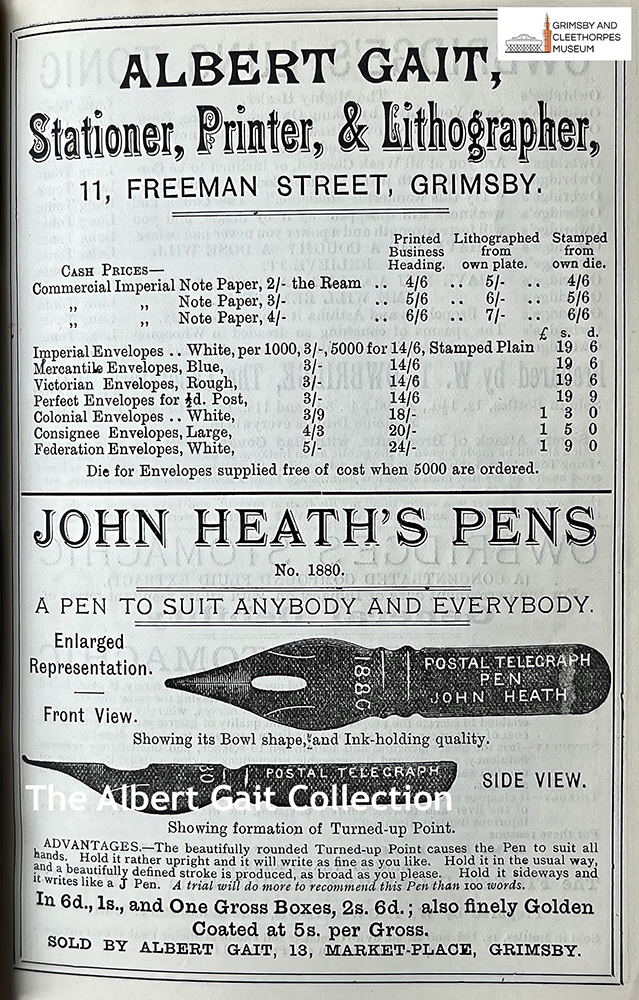 GRIMSBY AND
CLEETHORPES
MUSEUM
ALBERT GAIT,
Stationer, Printer, & Lithographer,
11, FREEMAN STREET, GRIMSBY.
Printed Lithographed Stamped
Business from from
Heading. own plate. own die.
CASH PRICES—
Commercial Imperial Note Paper, 2/- the Ream .. 4/6 .. 5/- .. 4/6
„ „ Note Paper, 3/- .. 5/6 .. 6/- .. 5/6
„ „ Note Paper, 4/- .. 6/6 .. 7/- .. 6/6
£ s. d.
Imperial Envelopes .. White, per 1000, 3/-, 5000 for 14/6, Stamped Plain 19 6
Mercantile Envelopes, Blue, 3/- 14/6 19 6
Victorian Envelopes, Rough, 3/- 14/6 19 6
Perfect Envelopes for ½d. Post, 3/- 14/6 19 9
Colonial Envelopes .. White, 3/9 18/- 1 3 0
Consignee Envelopes, Large, 4/3 20/- 1 5 0
Federation Envelopes, White, 5/- 24/- 1 9 0
Die for Envelopes supplied free of cost when 5000 are ordered.
JOHN HEATH'S PENS
No. 1880.
A PEN TO SUIT ANYBODY AND EVERYBODY.
Enlarged
Representation.
Front View.
1880
POSTAL TELEGRAPH
PEN
JOHN HEATH
Showing its Bowl shape, and Ink-holding quality.
POSTAL TELEGRAPH
SIDE VIEW.
The Albert Gait Collection
Showing formation of Turned-up Point.
ADVANTAGES.—The beautifully rounded Turned-up Point causes the Pen to suit all
hands. Hold it rather upright and it will write as fine as you like. Hold it in the usual way,
and a beautifully defined stroke is produced, as broad as you please. Hold it sideways and
it writes like a J Pen. A trial will do more to recommend this Pen than 100 words.
In 6d., 1s., and One Gross Boxes, 2s. 6d.; also finely Golden
Coated at 5s. per Gross.
SOLD BY ALBERT GAIT, 13, MARKET-PLACE, GRIMSBY.